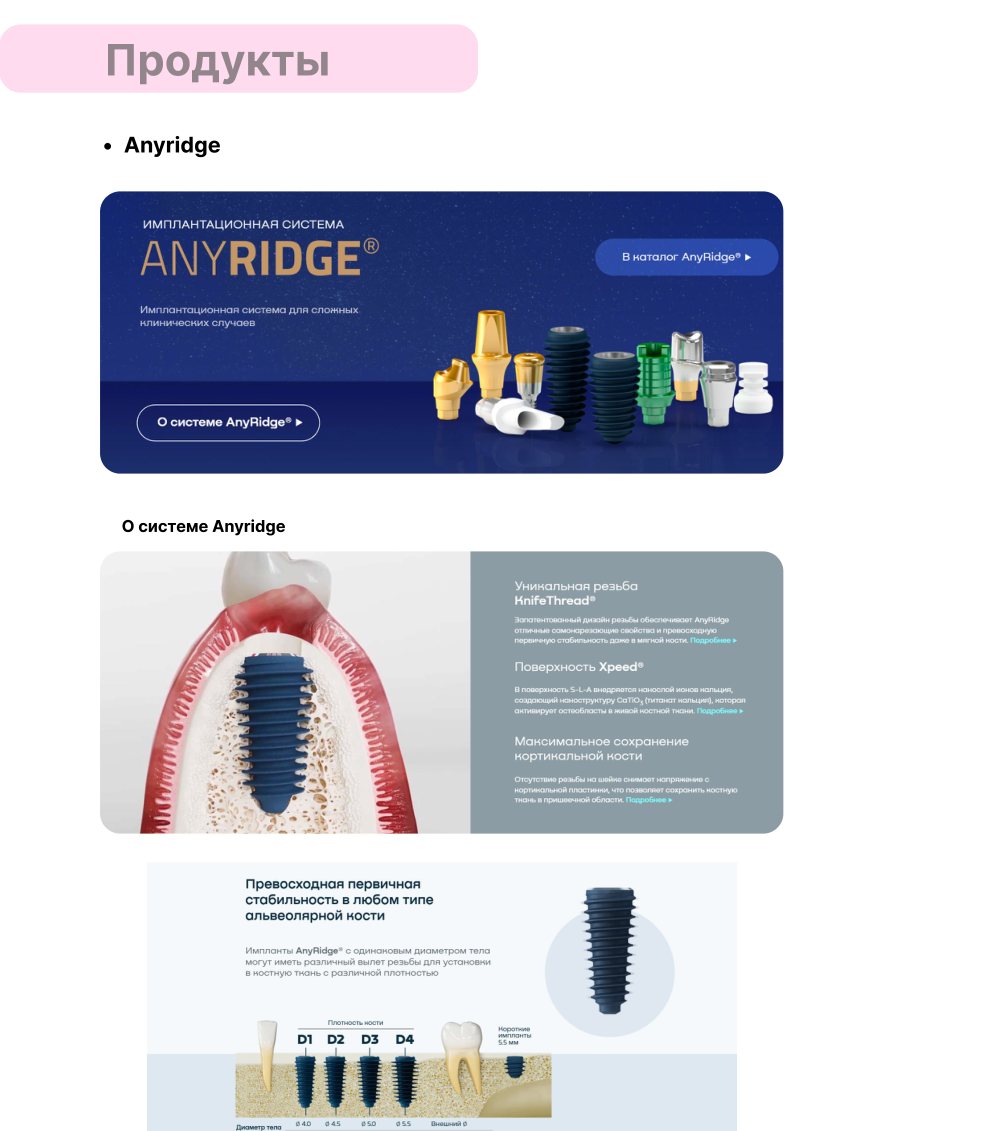 Продукты
• Anyridge
ИМПЛАНТАЦИОННАЯ СИСТЕМА
ANYRIDGE®
В каталог AnyRidge® ▶
Имплантационная система для сложных
клинических случаев
О системе AnyRidge® ▶
О системе Anyridge
Уникальная резьба
KnifeThread®
Запатентованный дизайн резьбы обеспечивает AnyRidge
отличные самонарезающие свойства и превосходную
первичную стабильность даже в мягкой кости. Подробнее ▸
Поверхность Xpeed®
В поверхность S-L-A внедряется нанослой ионов кальция,
создающий наноструктуру CaTiO₃ (титанат кальция), которая
активирует остеобласты в живой костной ткани. Подробнее ▸
Максимальное сохранение
кортикальной кости
Отсутствие резьбы на шейке снимает напряжение с
кортикальной пластинки, что позволяет сохранить костную
ткань в пришеечной области. Подробнее ▸
Превосходная первичная
стабильность в любом типе
альвеолярной кости
Импланты AnyRidge® с одинаковым диаметром тела
могут иметь различный вылет резьбы для установки
в костную ткань с различной плотностью
Плотность кости
D1 D2 D3 D4
Короткие
импланты
5.5 мм
Ø 4.0 Ø 4.5 Ø 5.0 Ø 5.5 Внешний Ø
Диаметр тела